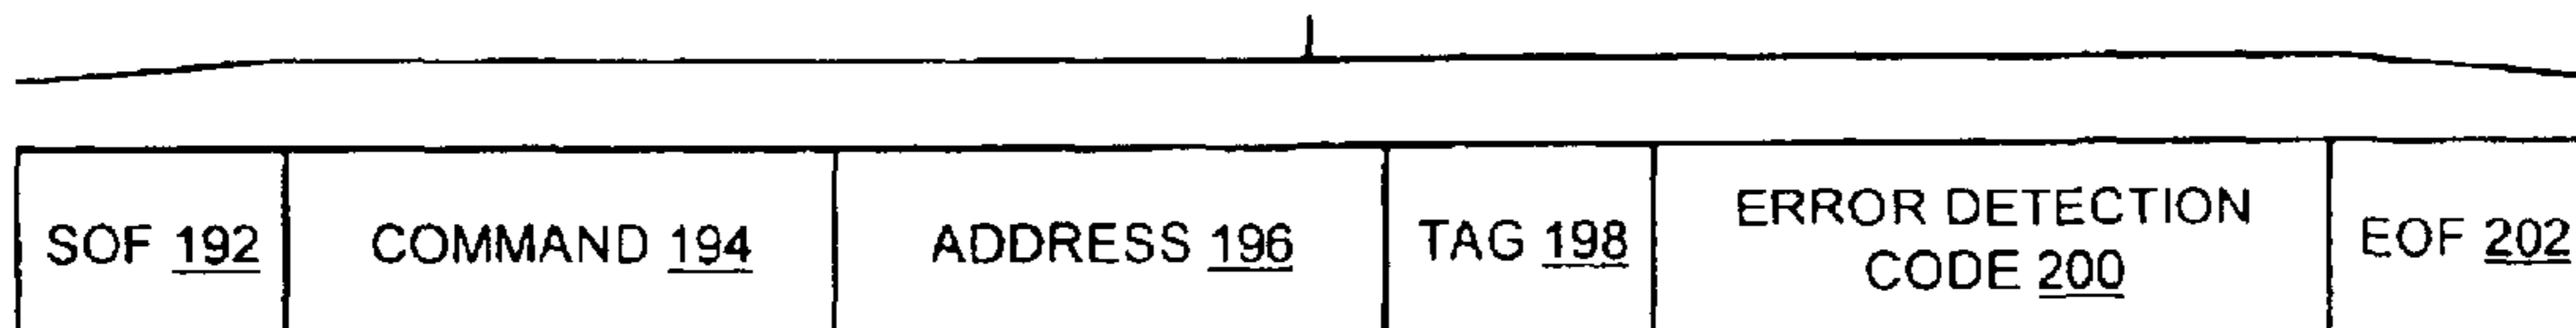 SOF 192
COMMAND 194
ADDRESS 196
TAG 198
ERROR DETECTION
CODE 200
EOF 202